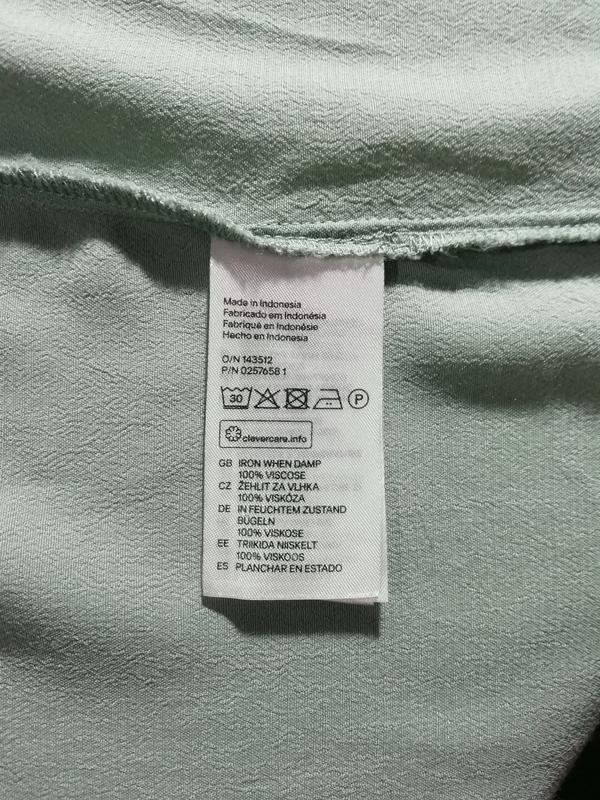 Made in Indonesia
Fabricado em Indonésia
Fabriqué en Indonésie
Hecho en Indonesia
O/N 143512
P/N 0257658 1
30 P
clevercare.info
GB IRON WHEN DAMP
100% VISCOSE
CZ ŽEHLIT ZA VLHKA
100% VISKÓZA
DE IN FEUCHTEM ZUSTAND
BÜGELN
100% VISKOSE
EE TRIIKIDA NIISKELT
100% VISKOOS
ES PLANCHAR EN ESTADO